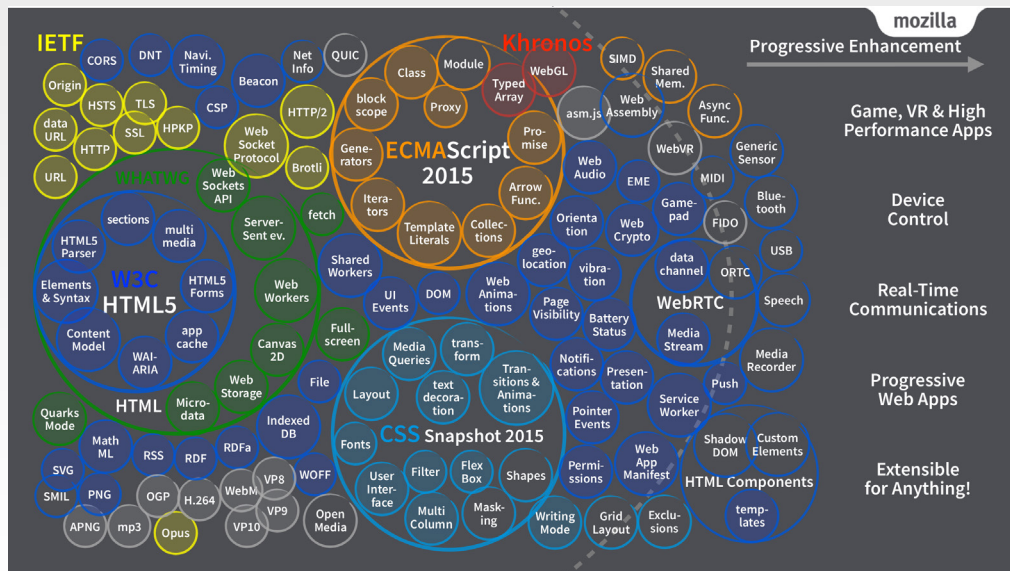 mozilla
Progressive Enhancement
IETF
CORS
DNT
Navi.
Timing
Beacon
Net
Info
QUIC
Origin
HSTS
TLS
CSP
HTTP/2
data
URL
HTTP
SSL
HPKP
Web
Socket
Protocol
Brotli
URL
WHATWG
Web
Sockets
API
Server-
Sent ev.
fetch
sections
multi
media
HTML5
Parser
W3C
HTML5
Elements
& Syntax
HTML5
Forms
Content
Model
WAI-
ARIA
app
cache
Web
Workers
Canvas
2D
Web
Storage
Micro-
data
HTML
Shared
Workers
Full-
screen
File
Indexed
DB
Quarks
Mode
Math
ML
RSS
RDF
RDFa
WOFF
SVG
SMIL
PNG
OGP
H.264
WebM
VP8
VP9
VP10
APNG
mp3
Opus
Open
Media
Khronos
Class
Module
Typed
Array
WebGL
block
scope
Proxy
Pro-
mise
Gene-
rators
ECMAScript
2015
Itera-
tors
Template
Literals
Collec-
tions
Arrow
Func.
UI
Events
DOM
Web
Anima-
tions
Media
Queries
trans-
form
Tran-
sitions &
Anima-
tions
Layout
text
decora-
tion
Fonts
CSS Snapshot 2015
User
Inter-
face
Filter
Flex
Box
Shapes
Multi
Column
Mask-
ing
Writing
Mode
Grid
Layout
Exclu-
sions
SIMD
Shared
Mem.
asm.js
Web
Assembly
Async
Func.
WebVR
Generic
Sensor
Web
Audio
EME
MIDI
Orienta
tion
Web
Crypto
Game-
pad
FIDO
Blue-
tooth
geo-
location
vibra-
tion
data
channel
ORTC
USB
Page
Visibility
Battery
Status
WebRTC
Speech
Media
Stream
Notifi-
cations
Presen-
tation
Push
Media
Recorder
Pointer
Events
Service
Worker
Permi-
ssions
Web
App
Manifest
Shadow
DOM
Custom
Elements
HTML Components
temp-
lates
Game, VR & High
Performance Apps
Device
Control
Real-Time
Communications
Progressive
Web Apps
Extensible
for Anything!